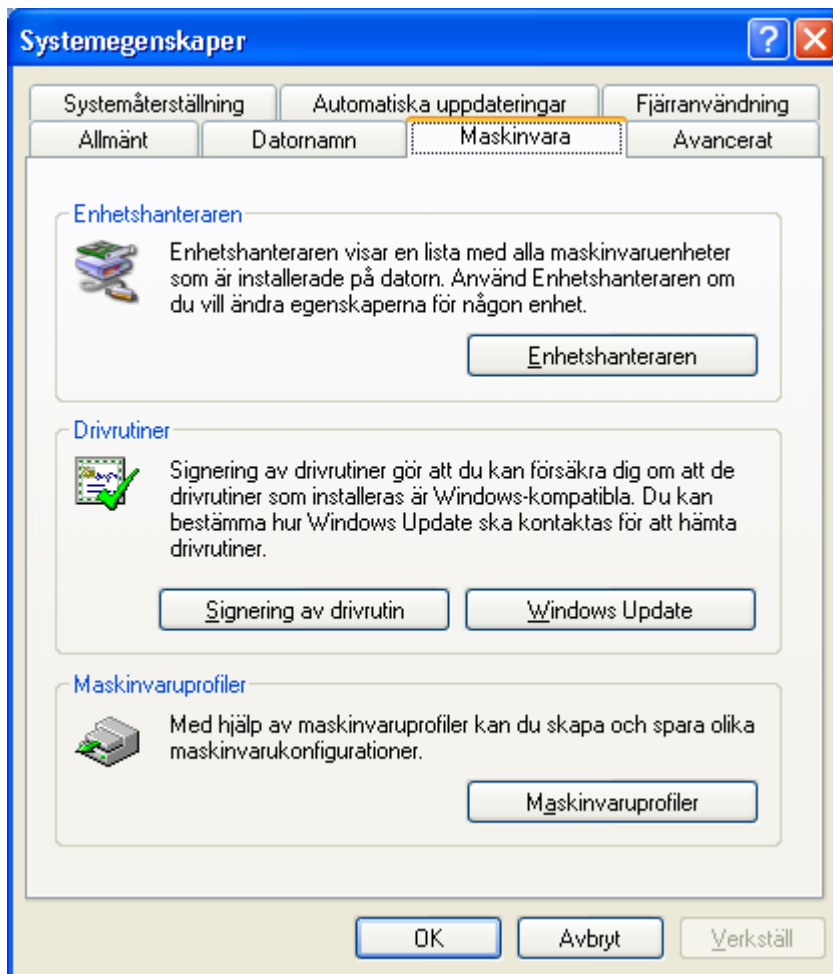 Systemegenskaper
Systemåterställning Automatiska uppdateringar Fjärranvändning
Allmänt Datornamn Maskinvara Avancerat
Enhetshanteraren
Enhetshanteraren visar en lista med alla maskinvaruenheter
som är installerade på datorn. Använd Enhetshanteraren om
du vill ändra egenskaperna för någon enhet.
Enhetshanteraren
Drivrutiner
Signering av drivrutiner gör att du kan försäkra dig om att de
drivrutiner som installeras är Windows-kompatibla. Du kan
bestämma hur Windows Update ska kontaktas för att hämta
drivrutiner.
Signering av drivrutin Windows Update
Maskinvaruprofiler
Med hjälp av maskinvaruprofiler kan du skapa och spara olika
maskinvarukonfigurationer.
Maskinvaruprofiler
OK Avbryt Verkställ